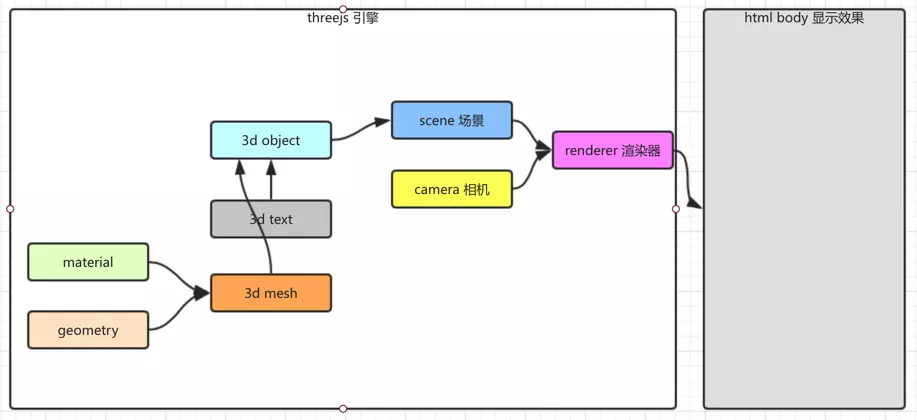 threejs 引擎
html body 显示效果
scene 场景
3d object
renderer 渲染器
camera 相机
3d text
material
3d mesh
geometry